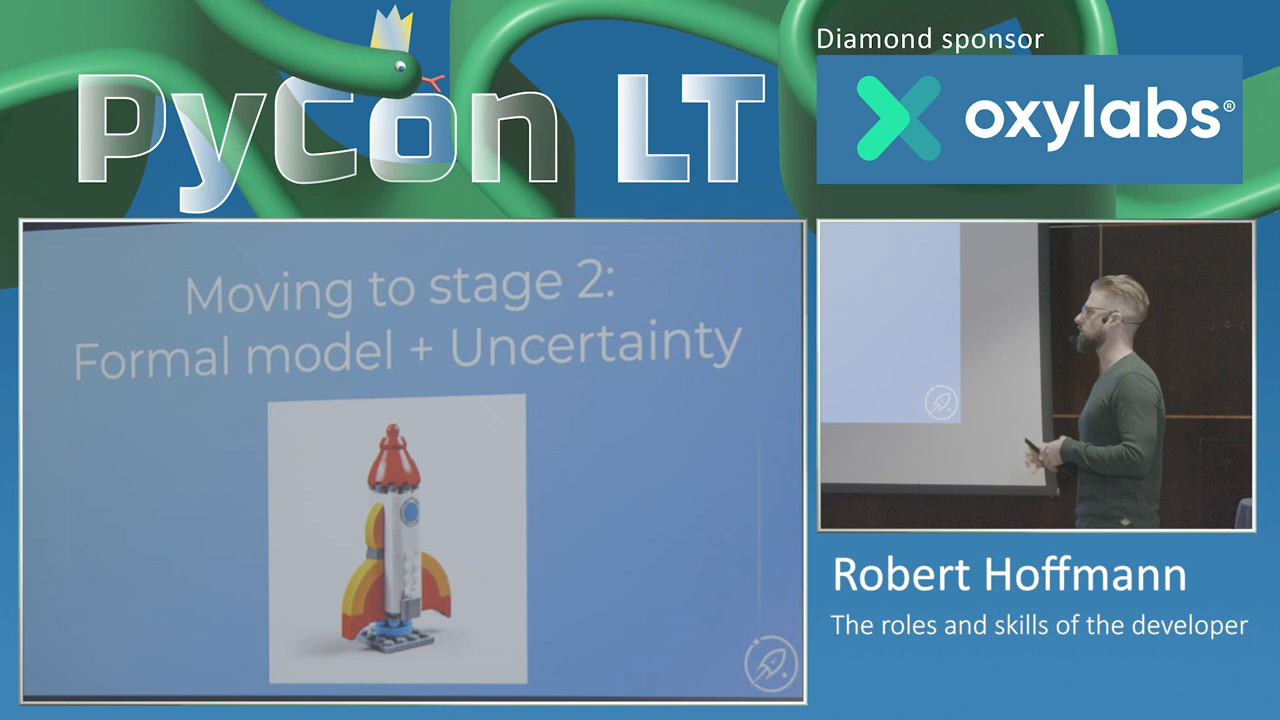 PyCon LT
Diamond sponsor
oxylabs®
Moving to stage 2:
Formal model + Uncertainty
Robert Hoffmann
The roles and skills of the developer